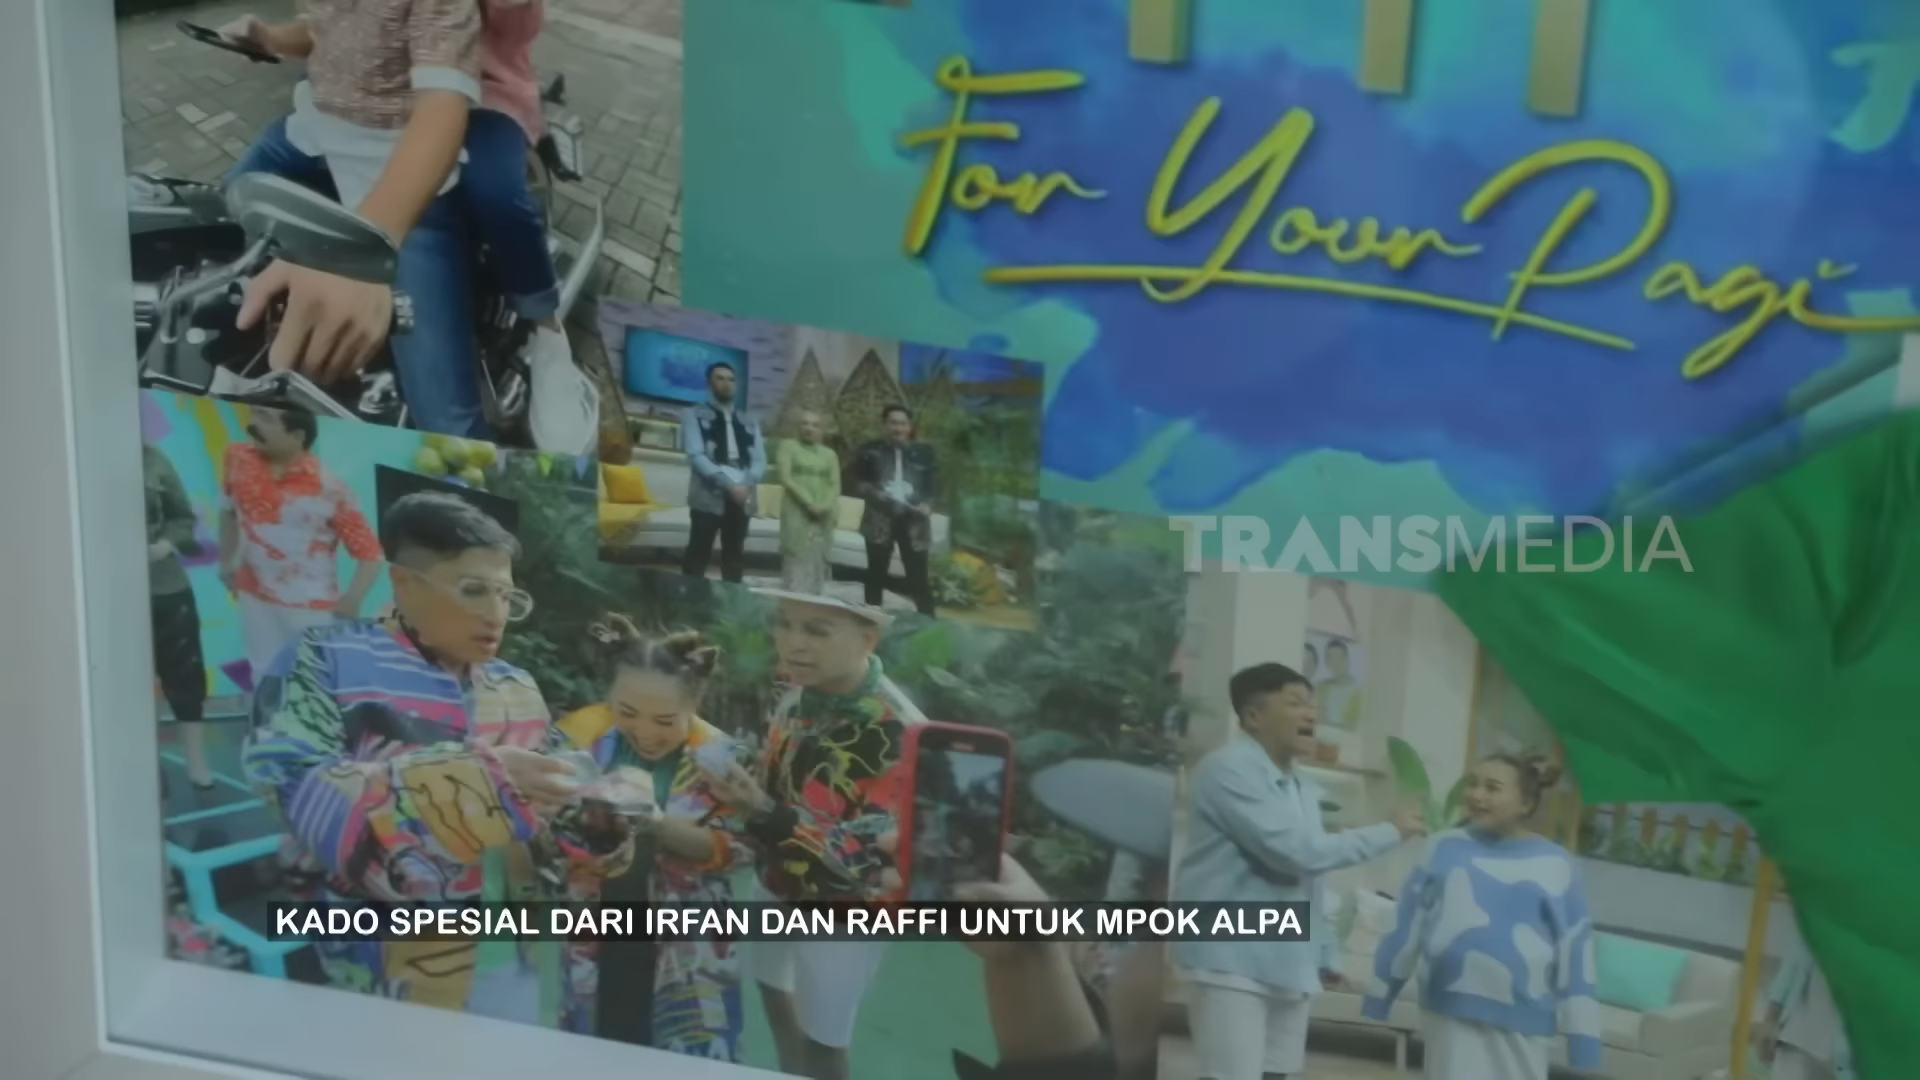 For Your Pagi
TRANSMEDIA
KADO SPESIAL DARI IRFAN DAN RAFFI UNTUK MPOK ALPA